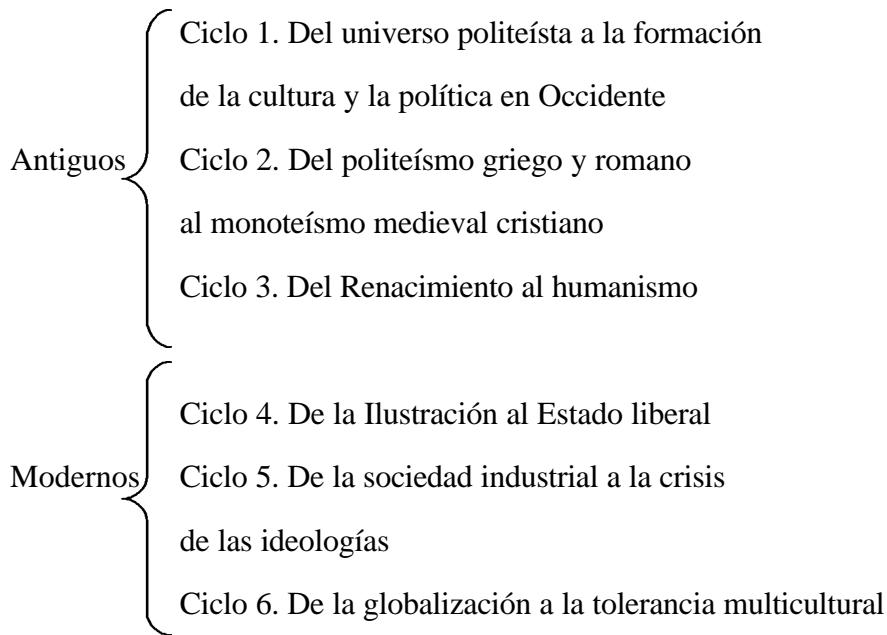 Ciclo 1. Del universo politeísta a la formación
de la cultura y la política en Occidente
Antiguos
Ciclo 2. Del politeísmo griego y romano
al monoteísmo medieval cristiano
Ciclo 3. Del Renacimiento al humanismo
Ciclo 4. De la Ilustración al Estado liberal
Modernos
Ciclo 5. De la sociedad industrial a la crisis
de las ideologías
Ciclo 6. De la globalización a la tolerancia multicultural